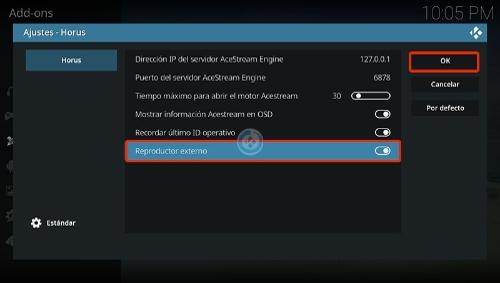 Add-ons
10:05 PM
Ajustes - Horus
Horus
Dirección IP del servidor AceStream Engine 127.0.0.1
Puerto del servidor AceStream Engine 6878
Tiempo máximo para abrir el motor Acestream 30
Mostrar información Acestream en OSD
Recordar último ID operativo
Reproductor externo
OK
Cancelar
Por defecto
Estándar